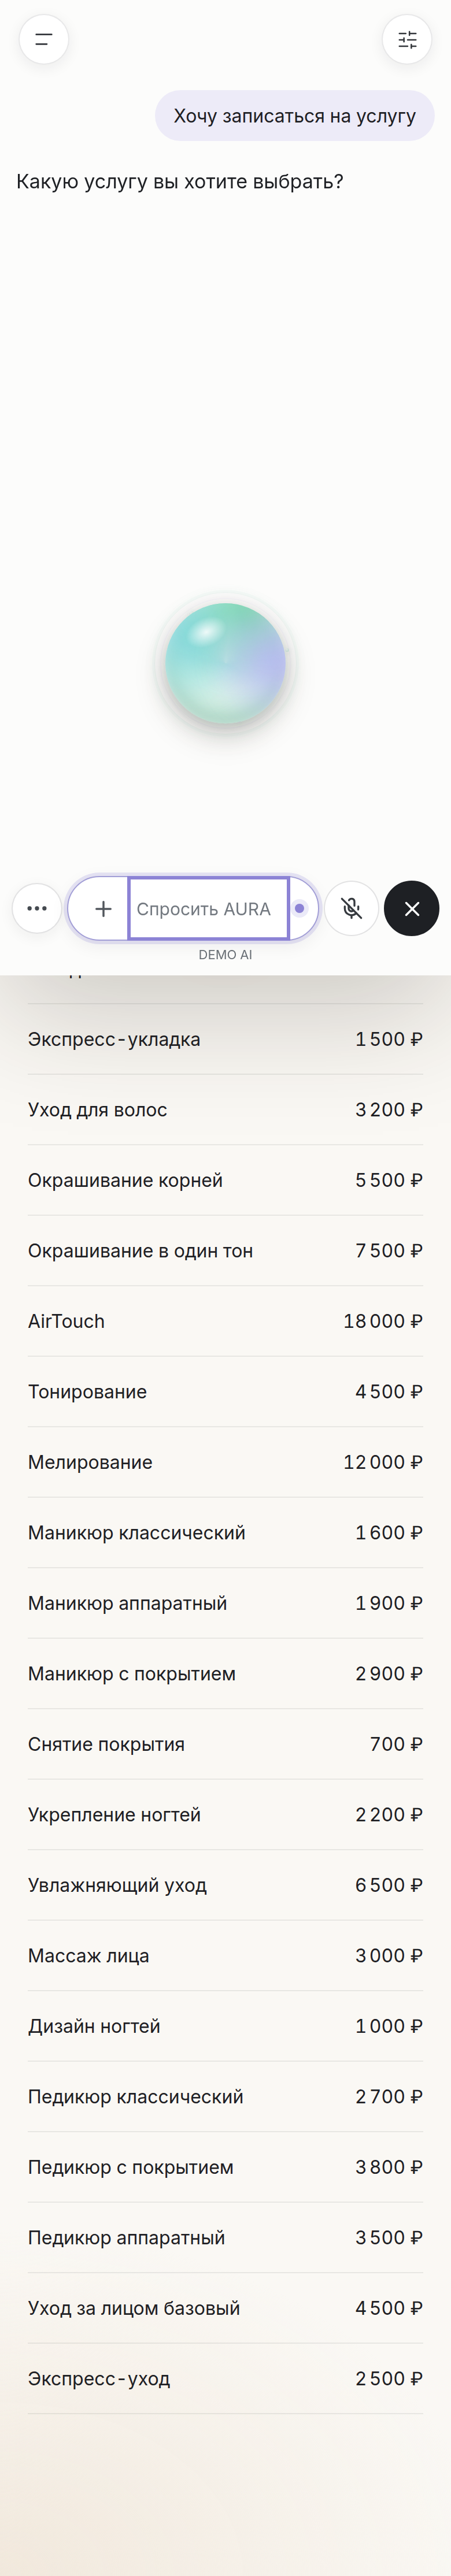 Хочу записаться на услугу
Какую услугу вы хотите выбрать?
Спросить AURA
DEMO AI
Экспресс-укладка 1 500 ₽
Уход для волос 3 200 ₽
Окрашивание корней 5 500 ₽
Окрашивание в один тон 7 500 ₽
AirTouch 18 000 ₽
Тонирование 4 500 ₽
Мелирование 12 000 ₽
Маникюр классический 1 600 ₽
Маникюр аппаратный 1 900 ₽
Маникюр с покрытием 2 900 ₽
Снятие покрытия 700 ₽
Укрепление ногтей 2 200 ₽
Увлажняющий уход 6 500 ₽
Массаж лица 3 000 ₽
Дизайн ногтей 1 000 ₽
Педикюр классический 2 700 ₽
Педикюр с покрытием 3 800 ₽
Педикюр аппаратный 3 500 ₽
Уход за лицом базовый 4 500 ₽
Экспресс-уход 2 500 ₽